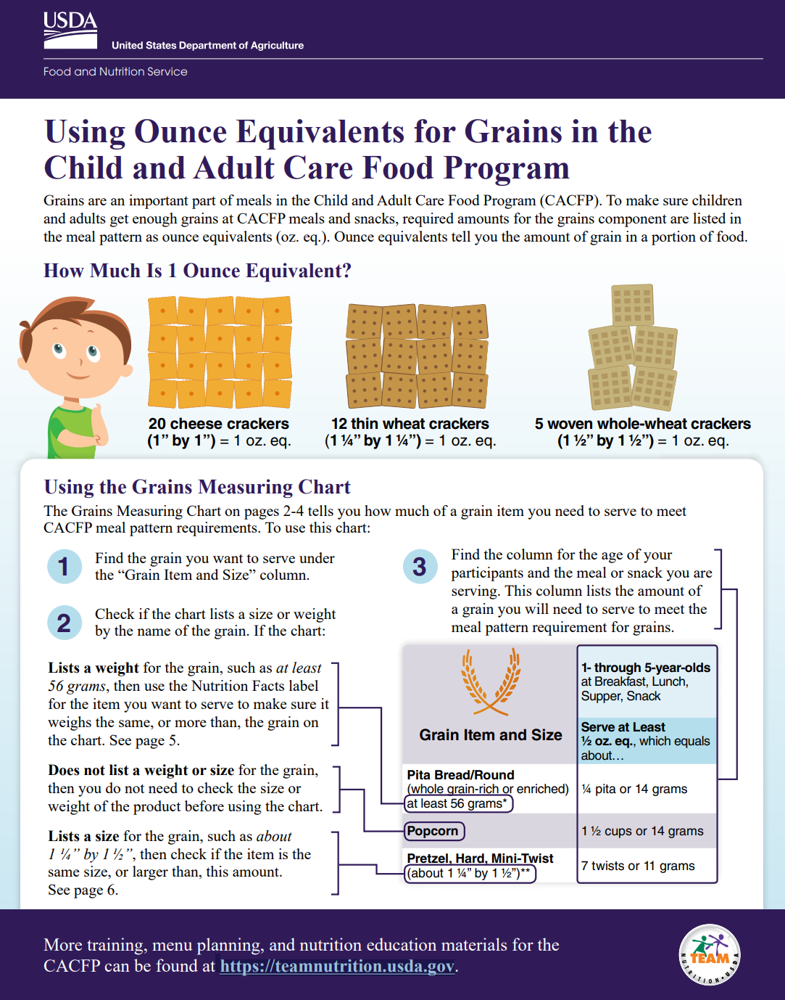 USDA
United States Department of Agriculture
Food and Nutrition Service
Using Ounce Equivalents for Grains in the
Child and Adult Care Food Program
Grains are an important part of meals in the Child and Adult Care Food Program (CACFP). To make sure children
and adults get enough grains at CACFP meals and snacks, required amounts for the grains component are listed in
the meal pattern as ounce equivalents (oz. eq.). Ounce equivalents tell you the amount of grain in a portion of food.
How Much Is 1 Ounce Equivalent?
20 cheese crackers
(1” by 1”) = 1 oz. eq.
12 thin wheat crackers
(1 ¼” by 1 ¼”) = 1 oz. eq.
5 woven whole-wheat crackers
(1 ½” by 1 ½”) = 1 oz. eq.
Using the Grains Measuring Chart
The Grains Measuring Chart on pages 2-4 tells you how much of a grain item you need to serve to meet
CACFP meal pattern requirements. To use this chart:
1
Find the grain you want to serve under
the “Grain Item and Size” column.
2
Check if the chart lists a size or weight
by the name of the grain. If the chart:
Lists a weight for the grain, such as at least
56 grams, then use the Nutrition Facts label
for the item you want to serve to make sure it
weighs the same, or more than, the grain on
the chart. See page 5.
Does not list a weight or size for the grain,
then you do not need to check the size or
weight of the product before using the chart.
Lists a size for the grain, such as about
1 ¼” by 1 ½”, then check if the item is the
same size, or larger than, this amount.
See page 6.
3
Find the column for the age of your
participants and the meal or snack you are
serving. This column lists the amount of
a grain you will need to serve to meet the
meal pattern requirement for grains.
Grain Item and Size
1- through 5-year-olds
at Breakfast, Lunch,
Supper, Snack
Serve at Least
½ oz. eq., which equals
about…
Pita Bread/Round
(whole grain-rich or enriched)
at least 56 grams*
¼ pita or 14 grams
Popcorn
1 ½ cups or 14 grams
Pretzel, Hard, Mini-Twist
(about 1 ¼” by 1 ½”)**
7 twists or 11 grams
More training, menu planning, and nutrition education materials for the
CACFP can be found at https://teamnutrition.usda.gov.
TEAM
NUTRITION • USDA